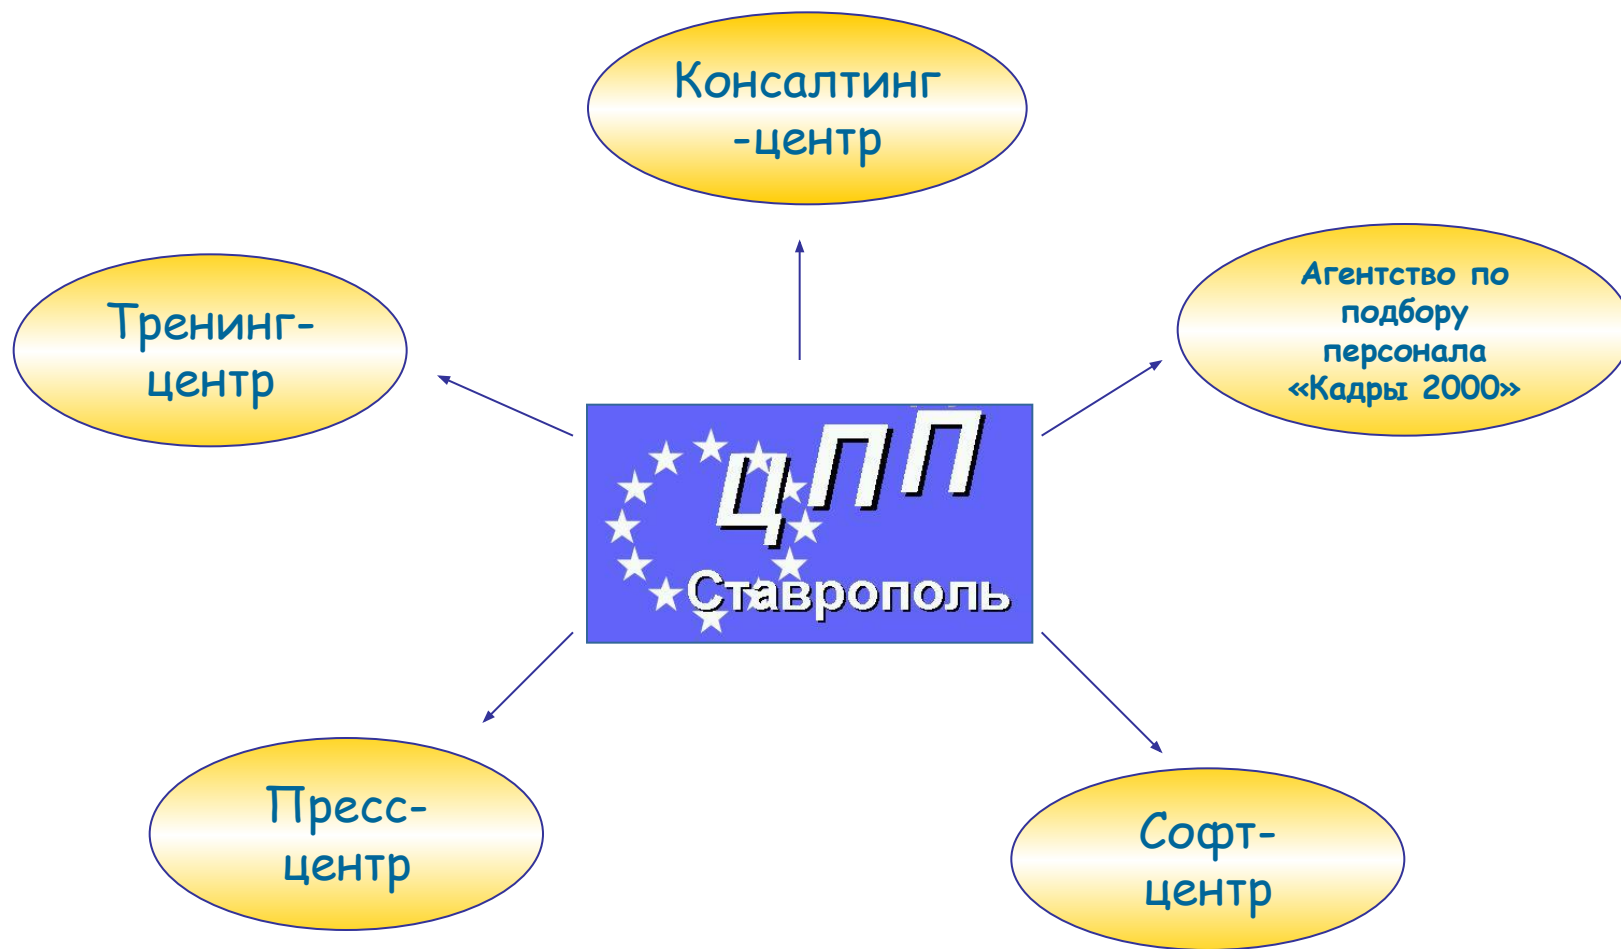 Консалтинг
-центр
Агентство по
подбору
персонала
«Кадры 2000»
Тренинг-
центр
ЦПП
Ставрополь
Пресс-
центр
Софт-
центр